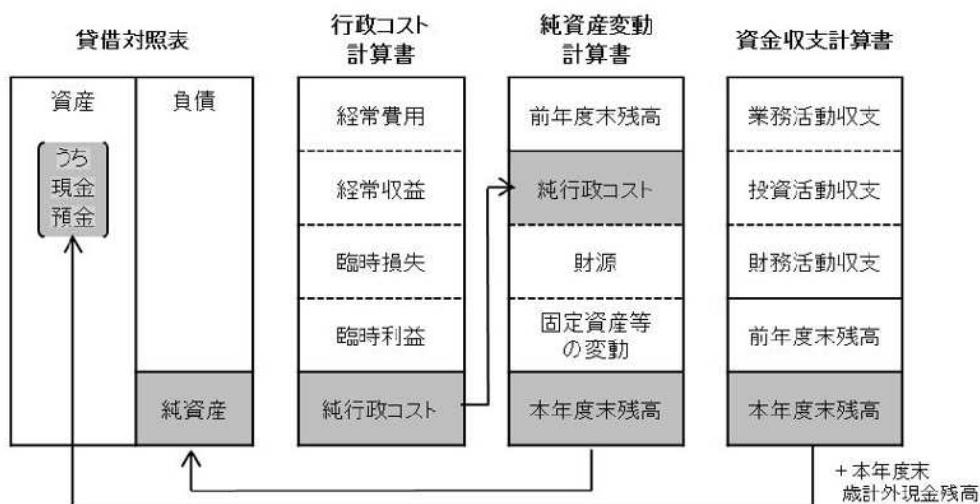 貸借対照表
資産
負債
うち
現金
預金
純資産
行政コスト
計算書
経常費用
経常収益
臨時損失
臨時利益
純行政コスト
純資産変動
計算書
前年度末残高
純行政コスト
財源
固定資産等
の変動
本年度末残高
資金収支計算書
業務活動収支
投資活動収支
財務活動収支
前年度末残高
本年度末残高
+本年度末
歳計外現金残高